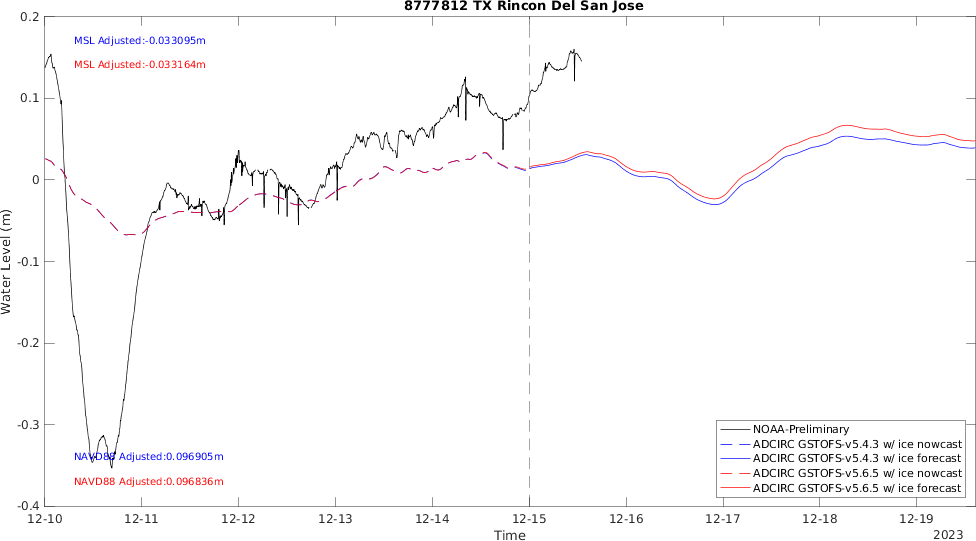 8777812 TX Rincon Del San Jose
MSL Adjusted:-0.033095m
MSL Adjusted:-0.033164m
Water Level (m)
0.2
0.1
0
-0.1
-0.2
-0.3
-0.4
NAVD88 Adjusted:0.096905m
NAVD88 Adjusted:0.096836m
NOAA-Preliminary
ADCIRC GSTOFS-v5.4.3 w/ ice nowcast
ADCIRC GSTOFS-v5.4.3 w/ ice forecast
ADCIRC GSTOFS-v5.6.5 w/ ice nowcast
ADCIRC GSTOFS-v5.6.5 w/ ice forecast
12-10 12-11 12-12 12-13 12-14 12-15 12-16 12-17 12-18 12-19
Time
2023